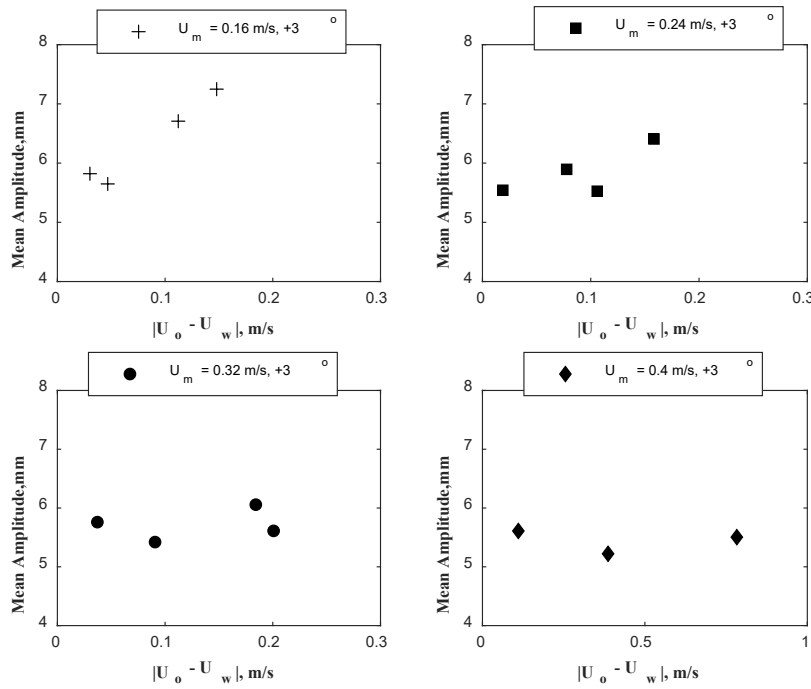 U m = 0.16 m/s, +3 o
8
7
6
5
4
Mean Amplitude,mm
0 0.1 0.2 0.3
|U o - U w|, m/s
U m = 0.24 m/s, +3 o
8
7
6
5
4
Mean Amplitude,mm
0 0.1 0.2 0.3
|U o - U w|, m/s
U m = 0.32 m/s, +3 o
8
7
6
5
4
Mean Amplitude,mm
0 0.1 0.2 0.3
|U o - U w|, m/s
U m = 0.4 m/s, +3 o
8
7
6
5
4
Mean Amplitude,mm
0 0.5 1
|U o - U w|, m/s